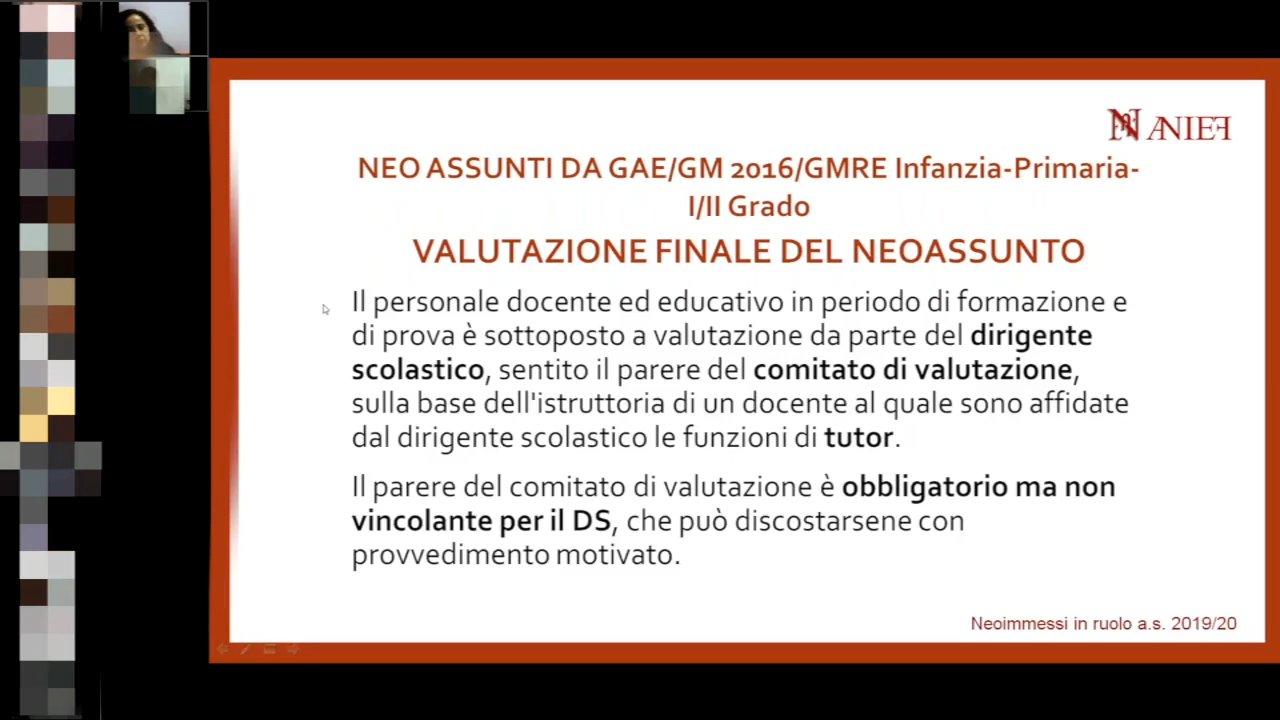 ANIEF
NEO ASSUNTI DA GAE/GM 2016/GMRE Infanzia-Primaria-
I/II Grado
VALUTAZIONE FINALE DEL NEOASSUNTO
Il personale docente ed educativo in periodo di formazione e
di prova è sottoposto a valutazione da parte del dirigente
scolastico, sentito il parere del comitato di valutazione,
sulla base dell'istruttoria di un docente al quale sono affidate
dal dirigente scolastico le funzioni di tutor.
Il parere del comitato di valutazione è obbligatorio ma non
vincolante per il DS, che può discostarsene con
provvedimento motivato.
Neoimmessi in ruolo a.s. 2019/20